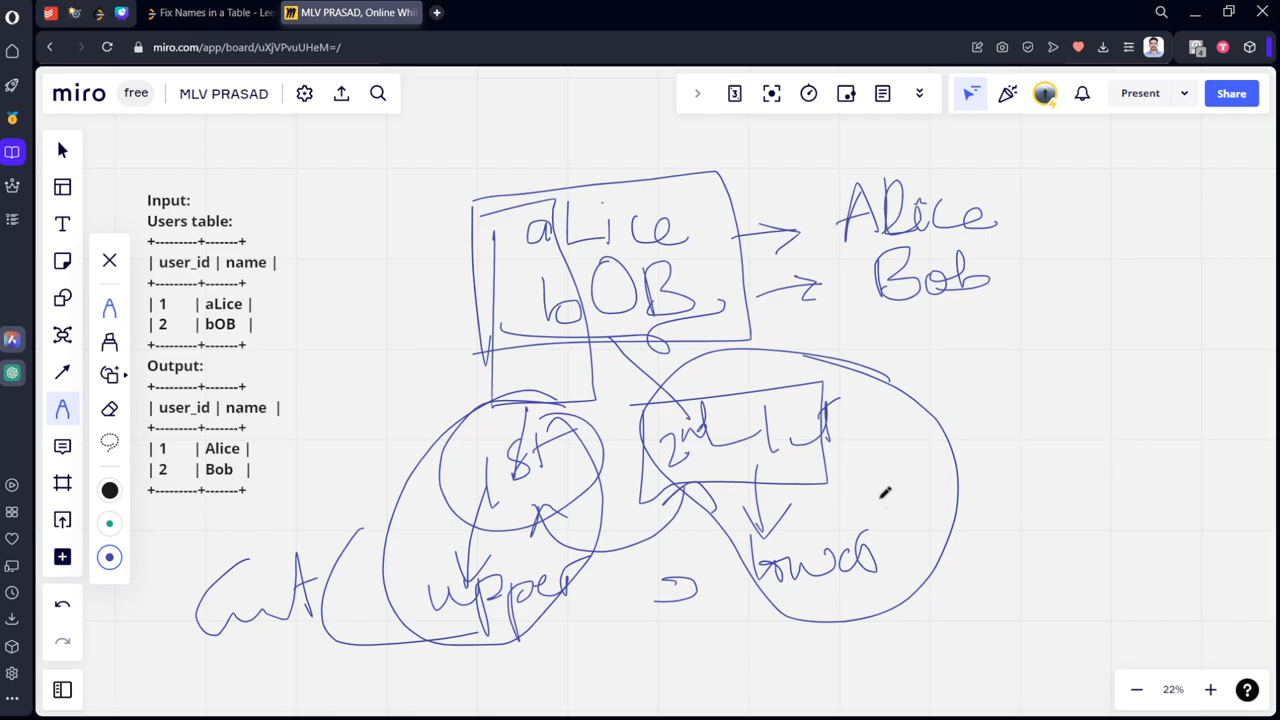 Fix Names in a Table - Lee
MLV PRASAD, Online Whi
miro.com/app/board/uXjVPvuUHeM=/
miro free MLV PRASAD
3
Present
Share
Input:
Users table:
+---------+-------+
| user_id | name |
+---------+-------+
| 1 | aLice |
| 2 | bOB |
+---------+-------+
Output:
+---------+-------+
| user_id | name |
+---------+-------+
| 1 | Alice |
| 2 | Bob |
+---------+-------+
aLice → Alice
bOB → Bob
1st
2nd
upper
22%